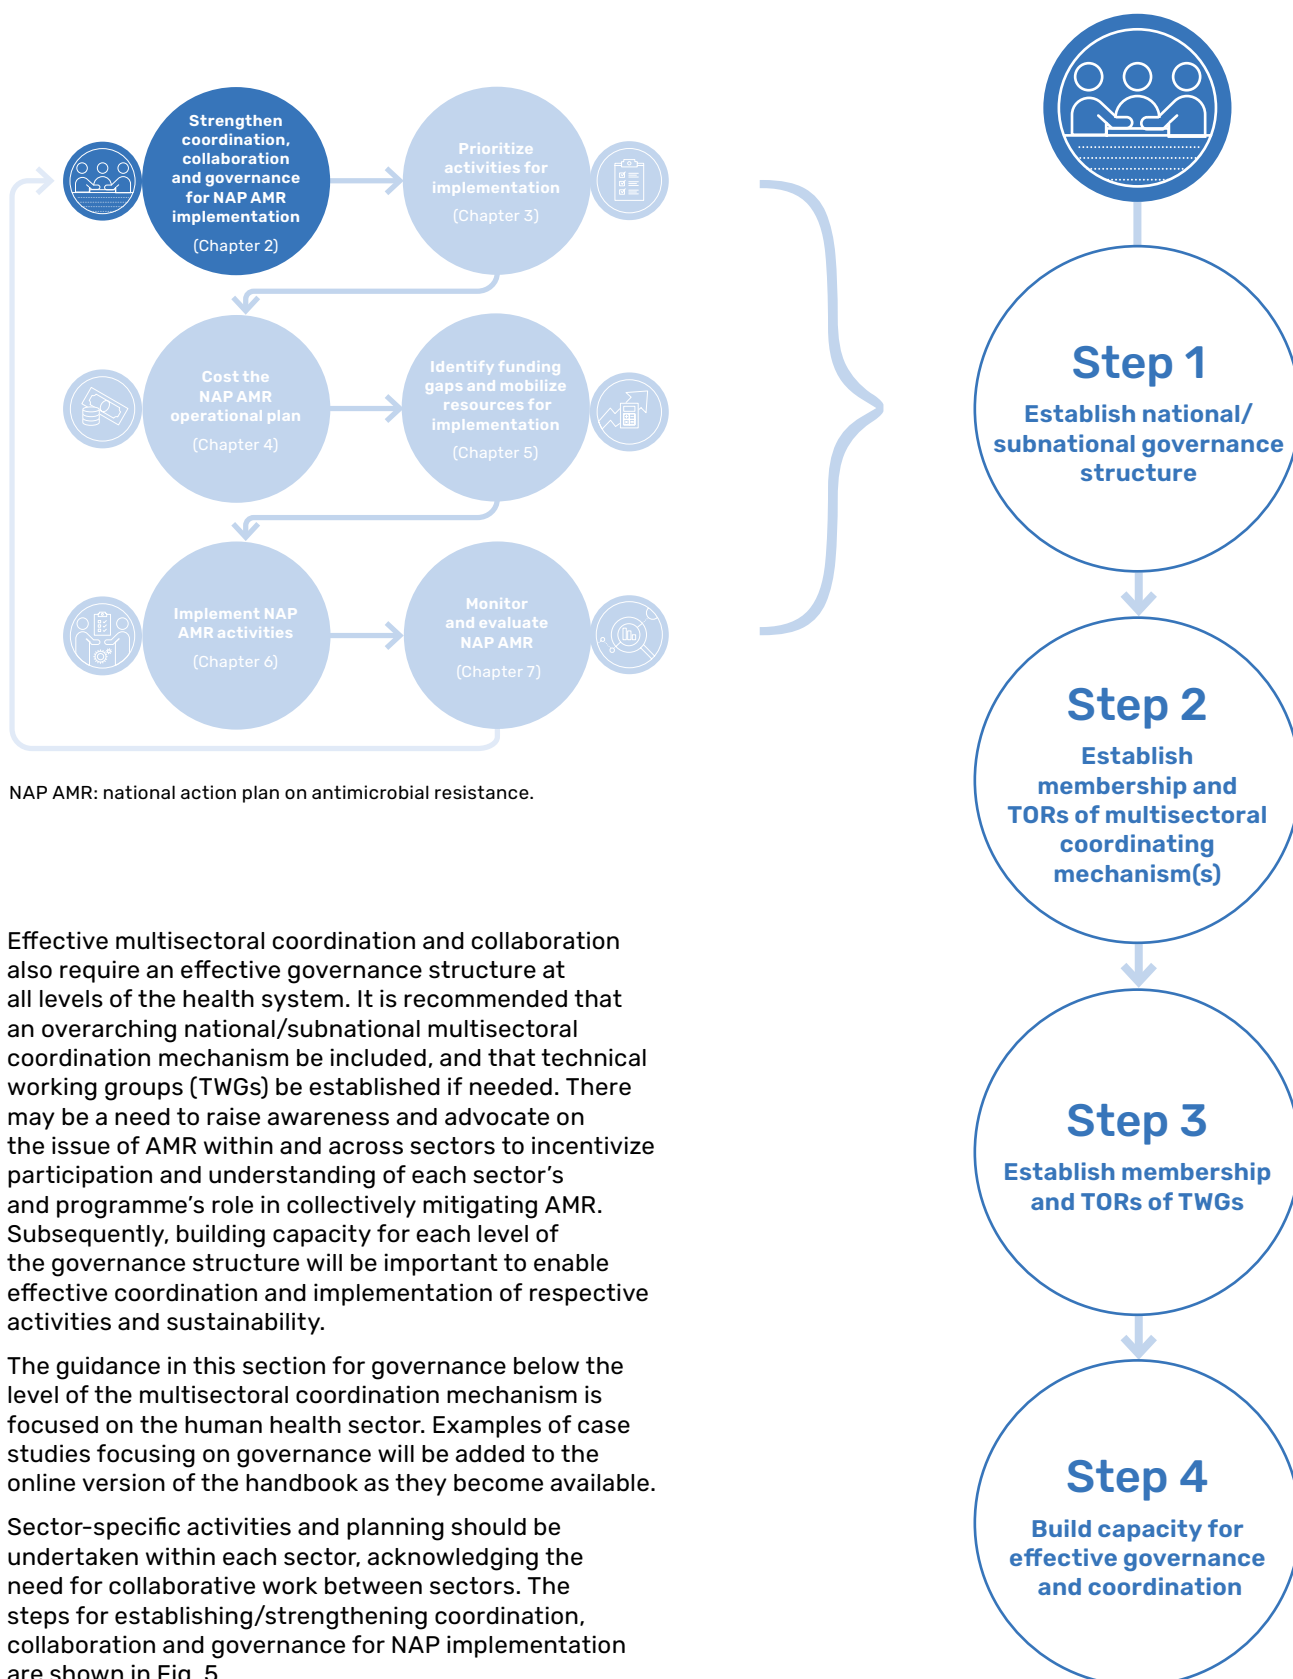 Strengthen
coordination,
collaboration
and governance
for NAP AMR
implementation
(Chapter 2)
Prioritize
activities for
implementation
(Chapter 3)
Cost the
NAP AMR
operational plan
(Chapter 4)
Identify funding
gaps and mobilize
resources for
implementation
(Chapter 5)
Implement NAP
AMR activities
(Chapter 6)
Monitor
and evaluate
NAP AMR
(Chapter 7)
NAP AMR: national action plan on antimicrobial resistance.
Effective multisectoral coordination and collaboration
also require an effective governance structure at
all levels of the health system. It is recommended that
an overarching national/subnational multisectoral
coordination mechanism be included, and that technical
working groups (TWGs) be established if needed. There
may be a need to raise awareness and advocate on
the issue of AMR within and across sectors to incentivize
participation and understanding of each sector’s
and programme’s role in collectively mitigating AMR.
Subsequently, building capacity for each level of
the governance structure will be important to enable
effective coordination and implementation of respective
activities and sustainability.
The guidance in this section for governance below the
level of the multisectoral coordination mechanism is
focused on the human health sector. Examples of case
studies focusing on governance will be added to the
online version of the handbook as they become available.
Sector-specific activities and planning should be
undertaken within each sector, acknowledging the
need for collaborative work between sectors. The
steps for establishing/strengthening coordination,
collaboration and governance for NAP implementation
are shown in Fig. 5
Step 1
Establish national/
subnational governance
structure
Step 2
Establish
membership and
TORs of multisectoral
coordinating
mechanism(s)
Step 3
Establish membership
and TORs of TWGs
Step 4
Build capacity for
effective governance
and coordination